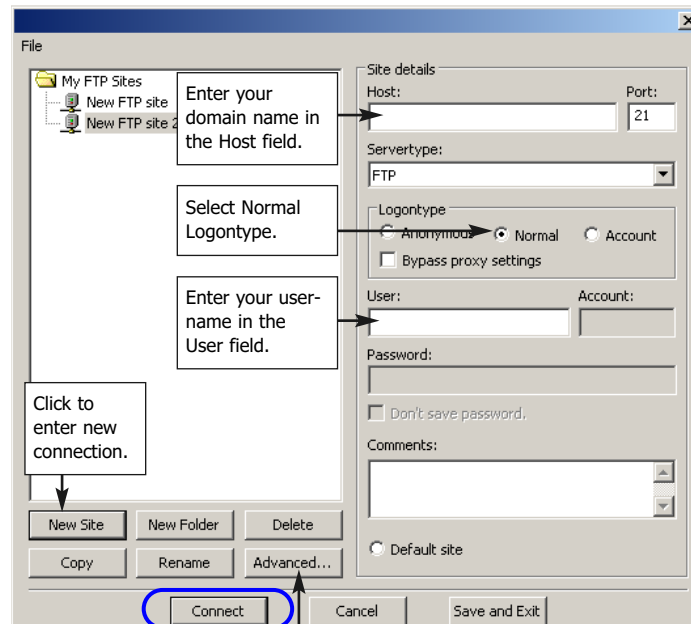 File
My FTP Sites
New FTP site
New FTP site 2
Enter your
domain name in
the Host field.
Select Normal
Logontype.
Enter your user-
name in the
User field.
Click to
enter new
connection.
New Site
New Folder
Delete
Copy
Rename
Advanced...
Site details
Host:
Port:
21
Servertype:
FTP
Logontype
Anonymous
Normal
Account
Bypass proxy settings
User:
Account:
Password:
Don't save password.
Comments:
Default site
Connect
Cancel
Save and Exit